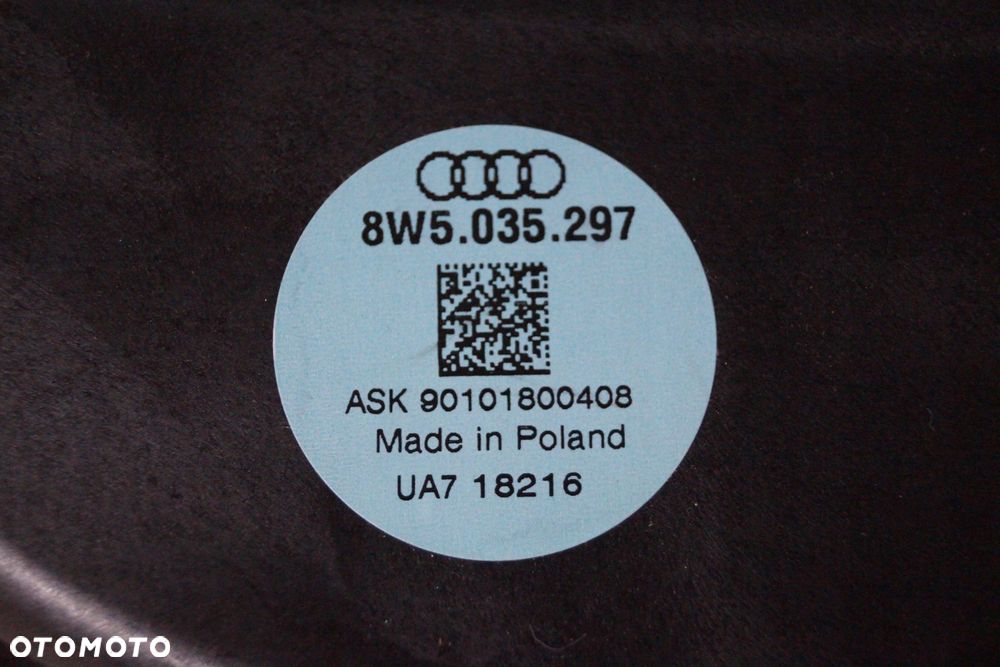 8W5.035.297
ASK 90101800408
Made in Poland
UA7 18216
OTOMOTO